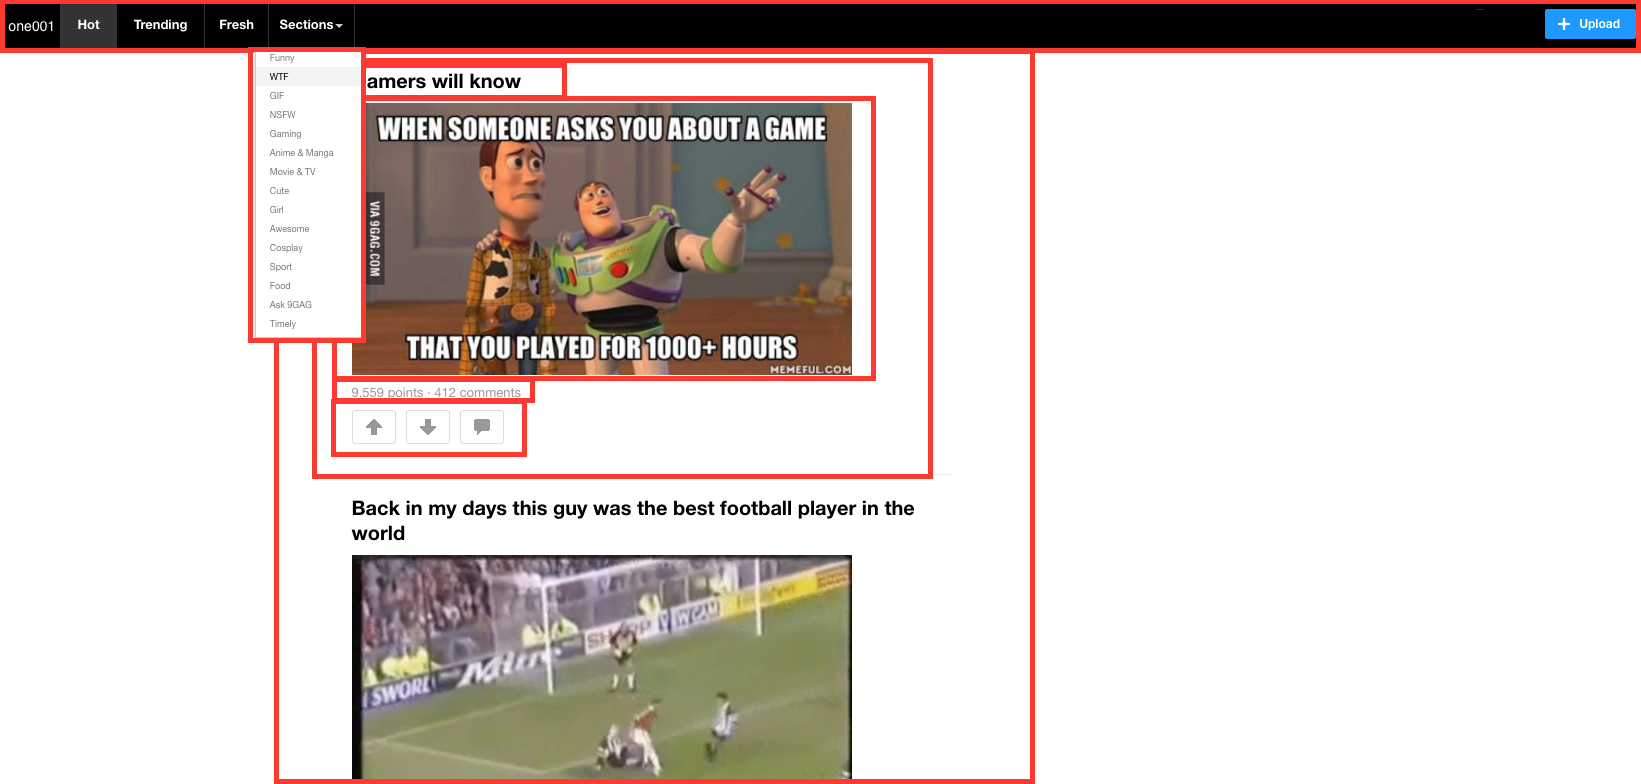 one001 Hot Trending Fresh Sections Upload
Funny
WTF
GIF
NSFW
Gaming
Anime & Manga
Movie & TV
Cute
Girl
Awesome
Cosplay
Sport
Food
Ask 9GAG
Timely
amers will know
WHEN SOMEONE ASKS YOU ABOUT A GAME
VIA 9GAG.COM
THAT YOU PLAYED FOR 1000+ HOURS
MEMEFUL.COM
9,559 points · 412 comments
Back in my days this guy was the best football player in the
world
SWORD
Mitre